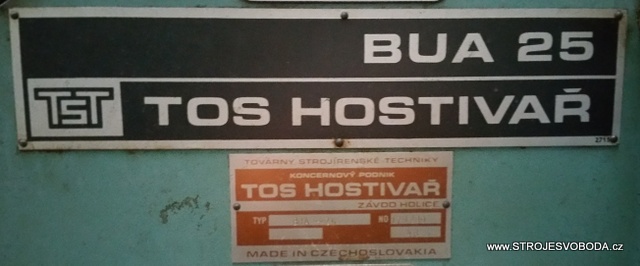 BUA 25
TST TOS HOSTIVAŘ
TOVÁRNY STROJÍRENSKÉ TECHNIKY
KONCERNOVÝ PODNIK
TOS HOSTIVAŘ
ZÁVOD HOLICE
TYP NO
MADE IN CZECHOSLOVAKIA
WWW.STROJESVOBODA.cz